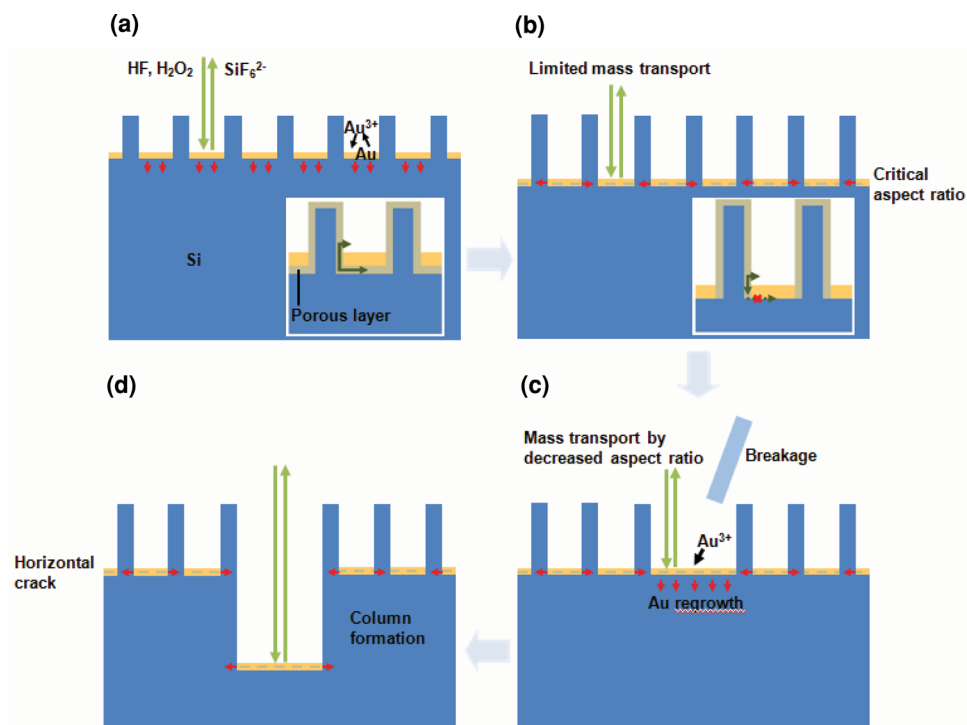 (a)
HF, H₂O₂ SiF₆²⁻
Au³⁺
Au
Si
Porous layer
(b)
Limited mass transport
Critical
aspect ratio
(d)
Horizontal
crack
Column
formation
(c)
Mass transport by
decreased aspect ratio
Breakage
Au³⁺
Au regrowth